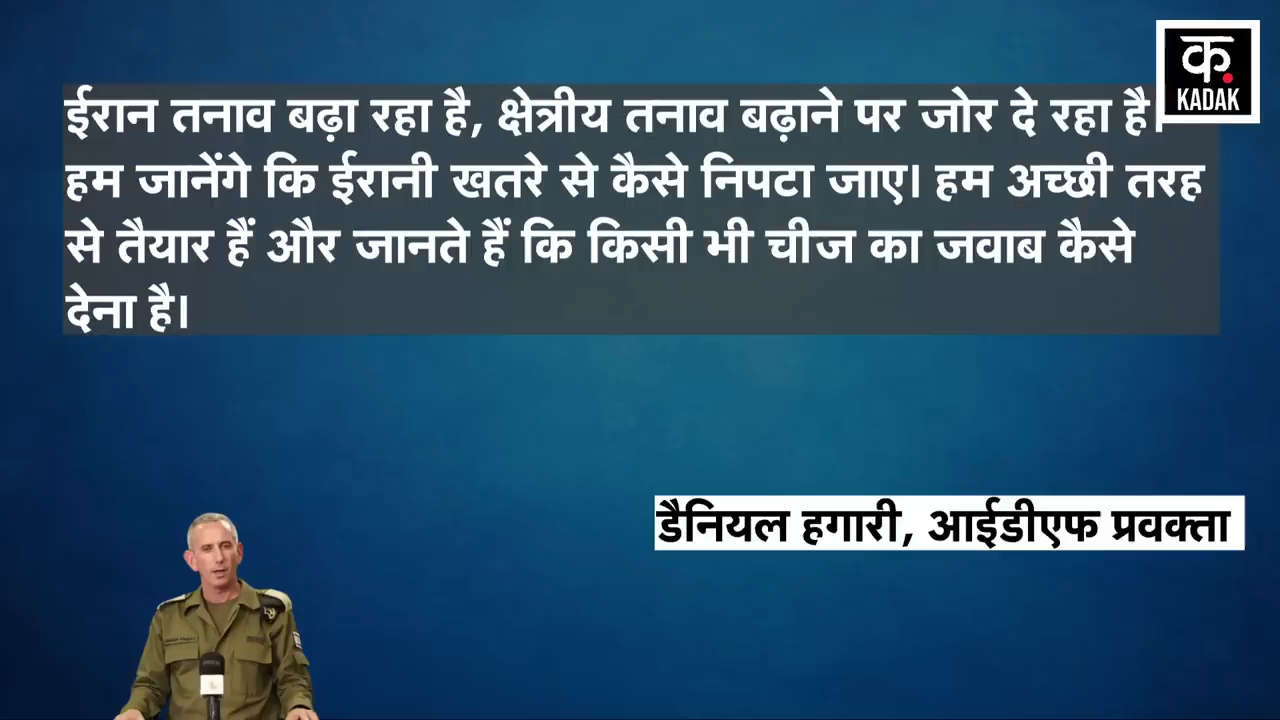 ईरान तनाव बढ़ा रहा है, क्षेत्रीय तनाव बढ़ाने पर जोर दे रहा है।
हम जानेंगे कि ईरानी खतरे से कैसे निपटा जाए। हम अच्छी तरह
से तैयार हैं और जानते हैं कि किसी भी चीज का जवाब कैसे
देना है।
क.
KADAK
डैनियल हगारी, आईडीएफ प्रवक्ता